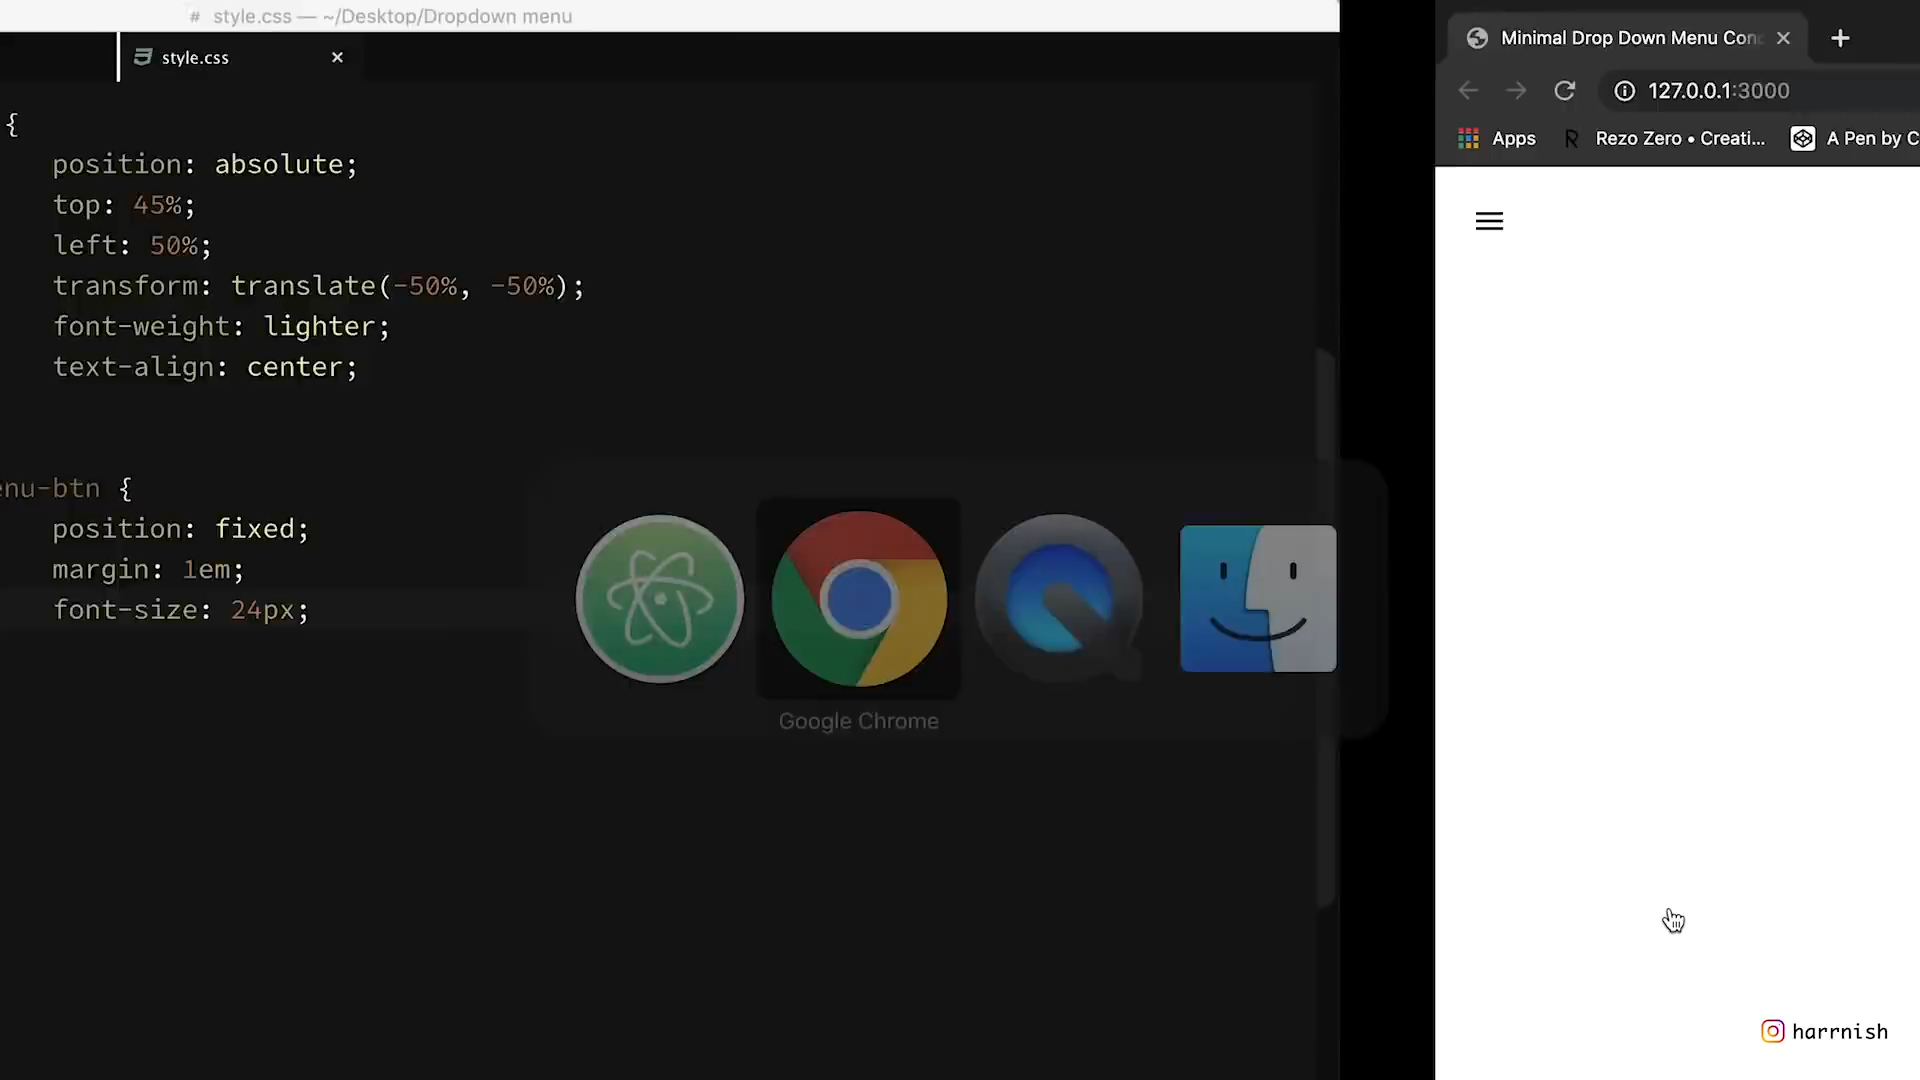 # style.css — ~/Desktop/Dropdown menu
style.css
{
position: absolute;
top: 45%;
left: 50%;
transform: translate(-50%, -50%);
font-weight: lighter;
text-align: center;
enu-btn {
position: fixed;
margin: 1em;
font-size: 24px;
Google Chrome
Minimal Drop Down Menu Con
127.0.0.1:3000
Apps
Rezo Zero • Creati...
A Pen by C
harrnish